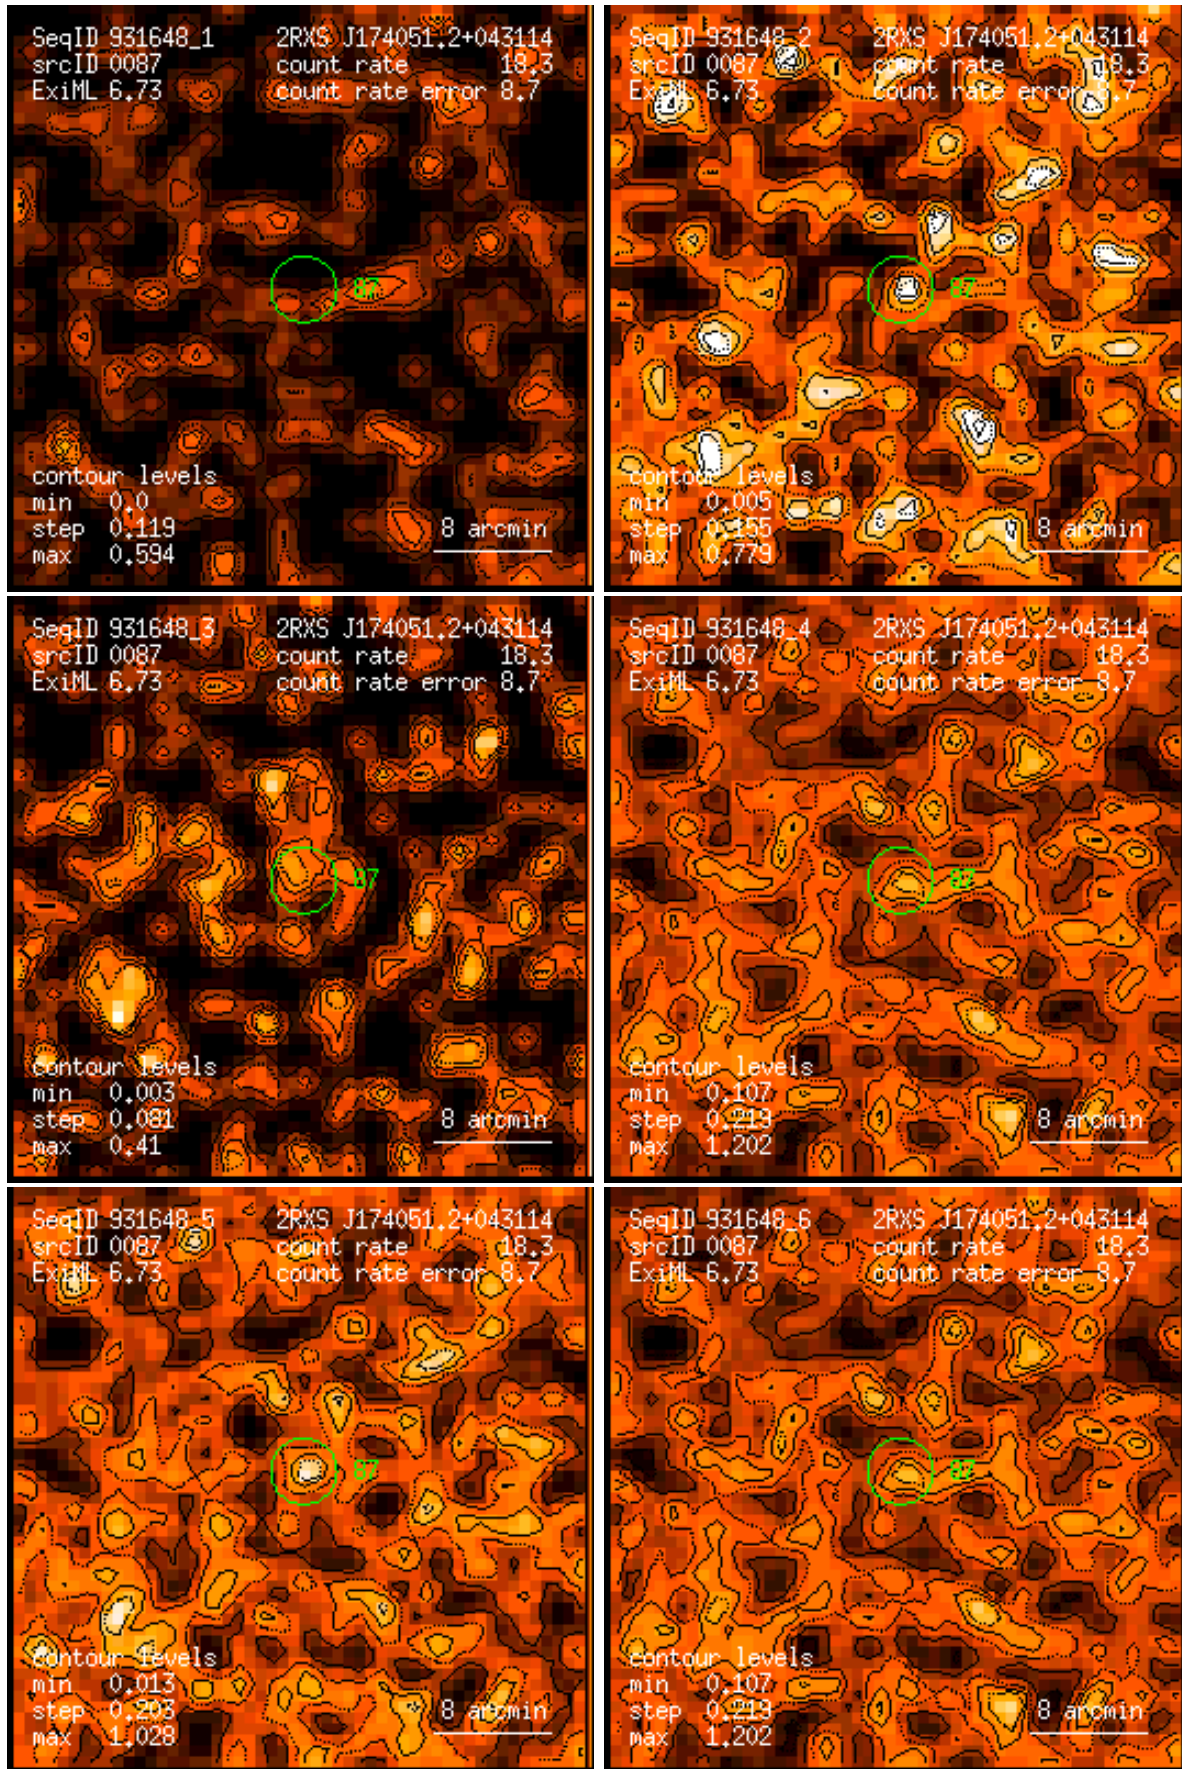 SeqID 931648_1 2RXS J174051.2+043114
srcID 0087 count rate 18.3
ExiML 6.73 count rate error 8.7
87
contour levels
min 0.0
step 0.119 8 arcmin
max 0.594
SeqID 931648_2 2RXS J174051.2+043114
srcID 0087 count rate 18.3
ExiML 6.73 count rate error 8.7
87
contour levels
min 0.005
step 0.155 8 arcmin
max 0.779
SeqID 931648_3 2RXS J174051.2+043114
srcID 0087 count rate 18.3
ExiML 6.73 count rate error 8.7
87
contour levels
min 0.003
step 0.081 8 arcmin
max 0.41
SeqID 931648_4 2RXS J174051.2+043114
srcID 0087 count rate 18.3
ExiML 6.73 count rate error 8.7
87
contour levels
min 0.107
step 0.219 8 arcmin
max 1.202
SeqID 931648_5 2RXS J174051.2+043114
srcID 0087 count rate 18.3
ExiML 6.73 count rate error 8.7
87
contour levels
min 0.013
step 0.203 8 arcmin
max 1.028
SeqID 931648_6 2RXS J174051.2+043114
srcID 0087 count rate 18.3
ExiML 6.73 count rate error 8.7
87
contour levels
min 0.107
step 0.219 8 arcmin
max 1.202